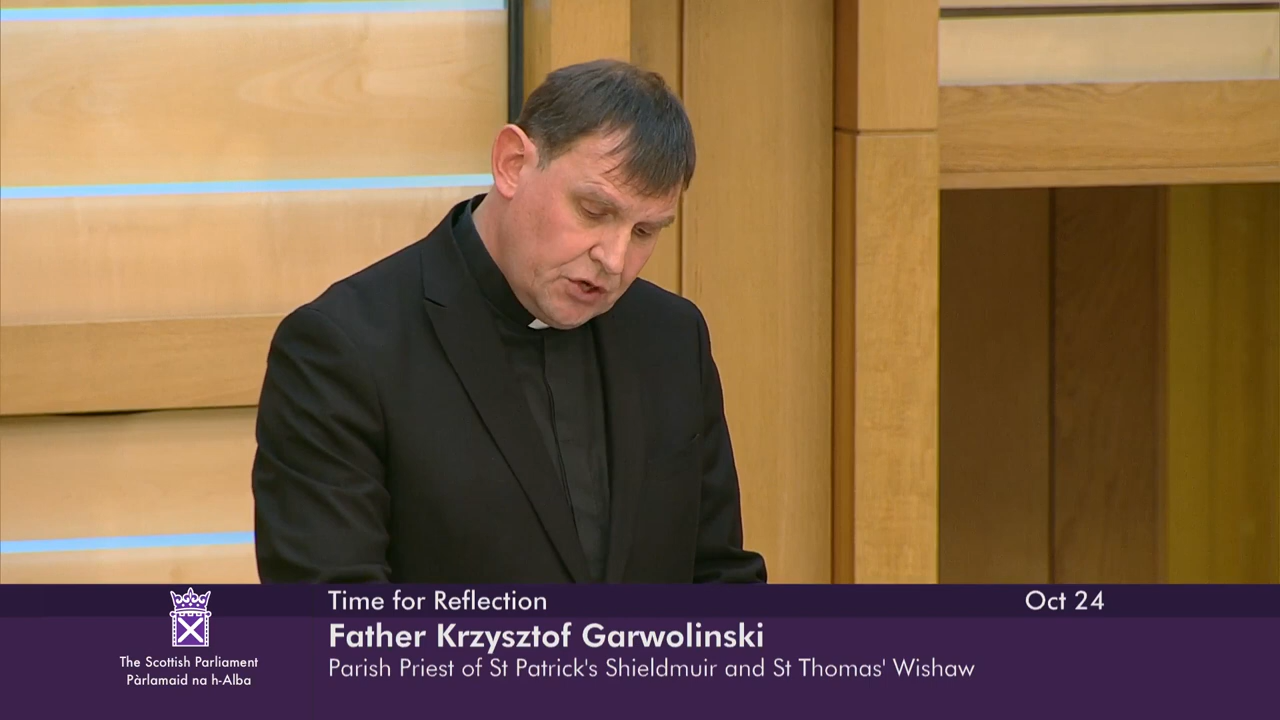 Time for Reflection
Oct 24
Father Krzysztof Garwolinski
Parish Priest of St Patrick's Shieldmuir and St Thomas' Wishaw
The Scottish Parliament
Pàrlamaid na h-Alba